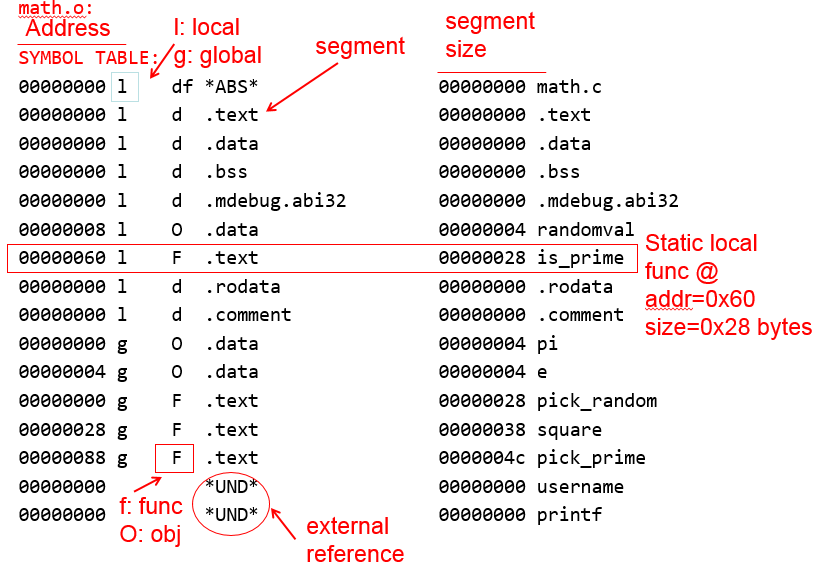 math.o:
Address
l: local
g: global
segment
segment
size
SYMBOL TABLE:
00000000 l df *ABS* 00000000 math.c
00000000 l d .text 00000000 .text
00000000 l d .data 00000000 .data
00000000 l d .bss 00000000 .bss
00000000 l d .mdebug.abi32 00000000 .mdebug.abi32
00000008 l O .data 00000004 randomval
00000060 l F .text 00000028 is_prime
Static local
func @
addr=0x60
size=0x28 bytes
00000000 l d .rodata 00000000 .rodata
00000000 l d .comment 00000000 .comment
00000000 g O .data 00000004 pi
00000004 g O .data 00000004 e
00000000 g F .text 00000028 pick_random
00000028 g F .text 00000038 square
00000088 g F .text 0000004c pick_prime
00000000 *UND* 00000000 username
00000000 *UND* 00000000 printf
f: func
O: obj
external
reference